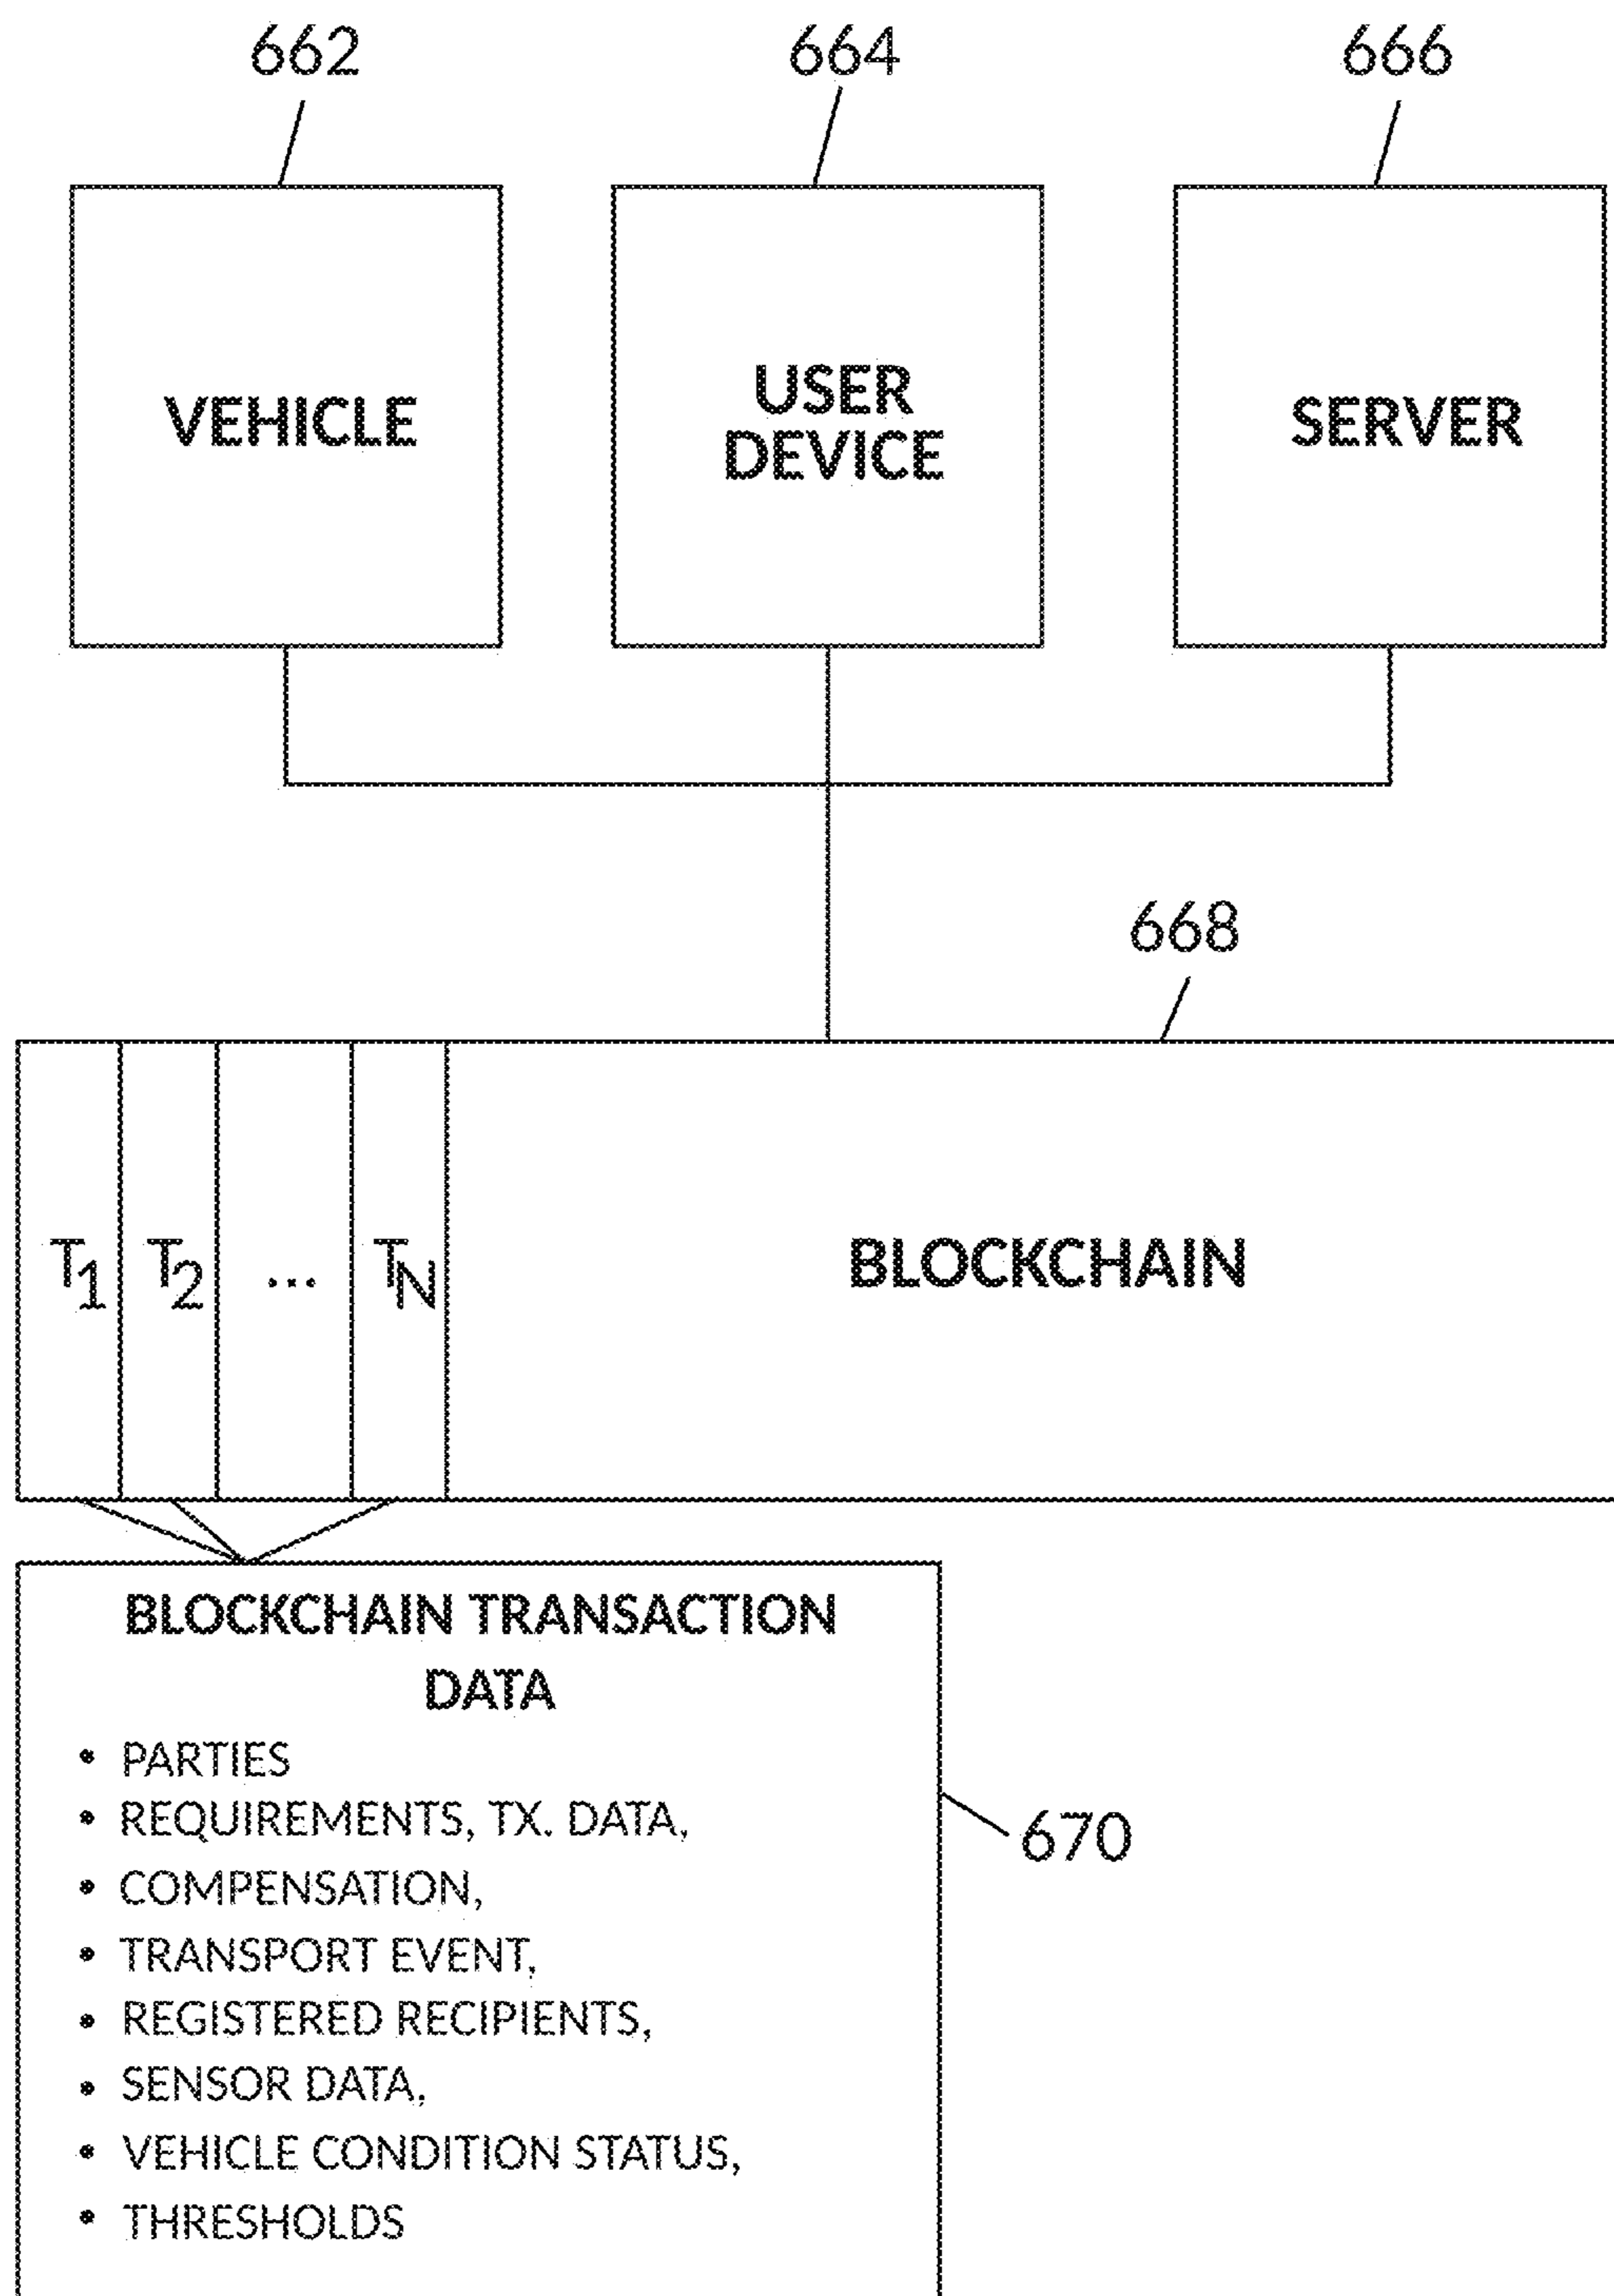 662
664
666
VEHICLE
USER
DEVICE
SERVER
668
T1
T2
...
TN
BLOCKCHAIN
BLOCKCHAIN TRANSACTION
DATA
• PARTIES
• REQUIREMENTS, TX. DATA,
• COMPENSATION,
• TRANSPORT EVENT,
• REGISTERED RECIPIENTS,
• SENSOR DATA,
• VEHICLE CONDITION STATUS,
• THRESHOLDS
670